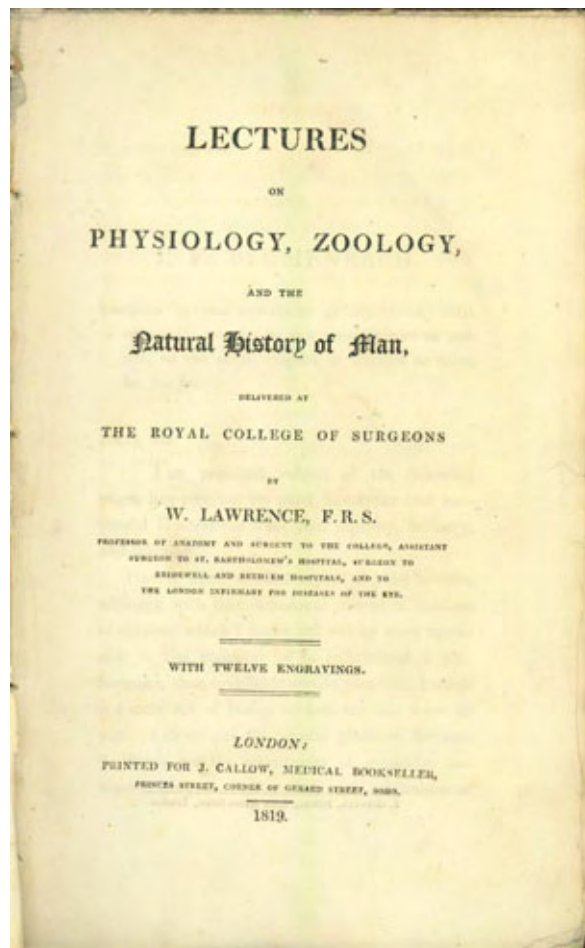 LECTURES
ON
PHYSIOLOGY, ZOOLOGY,
AND THE
Natural History of Man,
DELIVERED AT
THE ROYAL COLLEGE OF SURGEONS
BY
W. LAWRENCE, F.R.S.
PROFESSOR OF ANATOMY AND SURGERY TO THE COLLEGE, ASSISTANT
SURGEON TO ST. BARTHOLOMEW'S HOSPITAL, SURGEON TO
BRIDEWELL AND BETHLEM HOSPITALS, AND TO
THE LONDON INFIRMARY FOR DISEASES OF THE EYE.
WITH TWELVE ENGRAVINGS.
LONDON:
PRINTED FOR J. CALLOW, MEDICAL BOOKSELLER,
PRINCES STREET, CORNER OF GERARD STREET, SOHO.
1819.